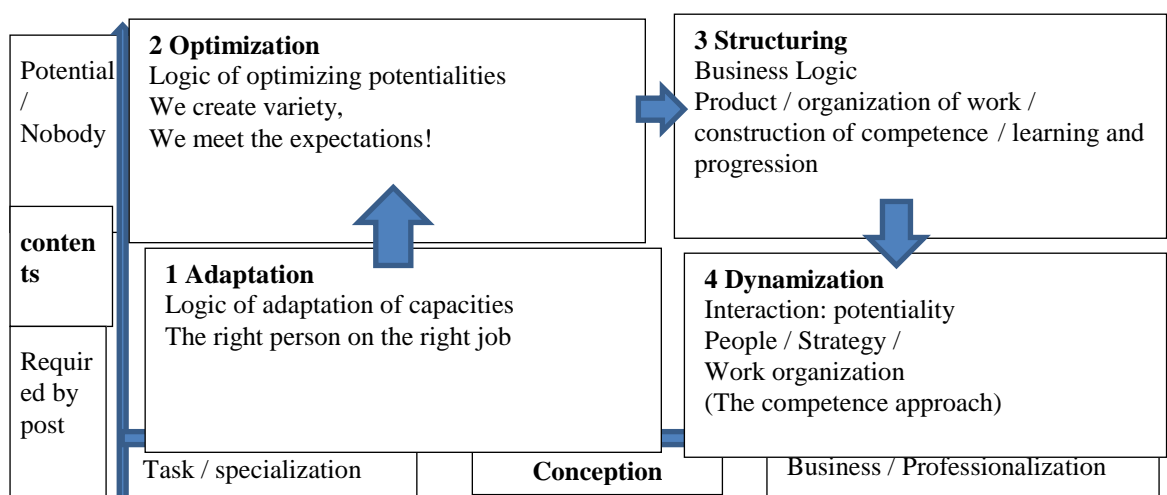 Potential
/
Nobody
conten
ts
Requir
ed by
post
2 Optimization
Logic of optimizing potentialities
We create variety,
We meet the expectations!
3 Structuring
Business Logic
Product / organization of work /
construction of competence / learning and
progression
1 Adaptation
Logic of adaptation of capacities
The right person on the right job
4 Dynamization
Interaction: potentiality
People / Strategy /
Work organization
(The competence approach)
Task / specialization
Conception
Business / Professionalization